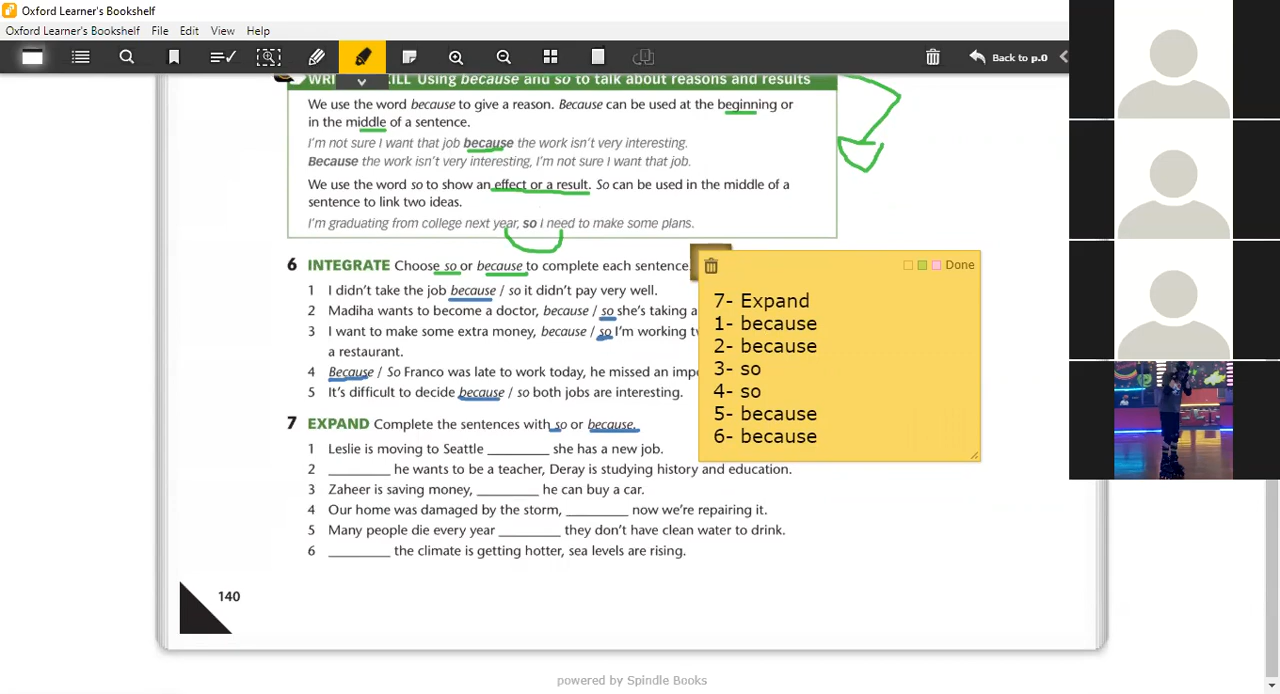 Oxford Learner's Bookshelf
Oxford Learner's Bookshelf File Edit View Help
Back to p.0
WRI KILL Using because and so to talk about reasons and results
We use the word because to give a reason. Because can be used at the beginning or
in the middle of a sentence.
I'm not sure I want that job because the work isn't very interesting.
Because the work isn't very interesting, I'm not sure I want that job.
We use the word so to show an effect or a result. So can be used in the middle of a
sentence to link two ideas.
I'm graduating from college next year, so I need to make some plans.
6 INTEGRATE Choose so or because to complete each sentence.
1 I didn't take the job because / so it didn't pay very well.
2 Madiha wants to become a doctor, because / so she's taking a
3 I want to make some extra money, because / so I'm working tw
a restaurant.
4 Because / So Franco was late to work today, he missed an impo
5 It's difficult to decide because / so both jobs are interesting.
7 EXPAND Complete the sentences with so or because.
1 Leslie is moving to Seattle ________ she has a new job.
2 ________ he wants to be a teacher, Deray is studying history and education.
3 Zaheer is saving money, ________ he can buy a car.
4 Our home was damaged by the storm, ________ now we're repairing it.
5 Many people die every year ________ they don't have clean water to drink.
6 ________ the climate is getting hotter, sea levels are rising.
140
Done
7- Expand
1- because
2- because
3- so
4- so
5- because
6- because
powered by Spindle Books